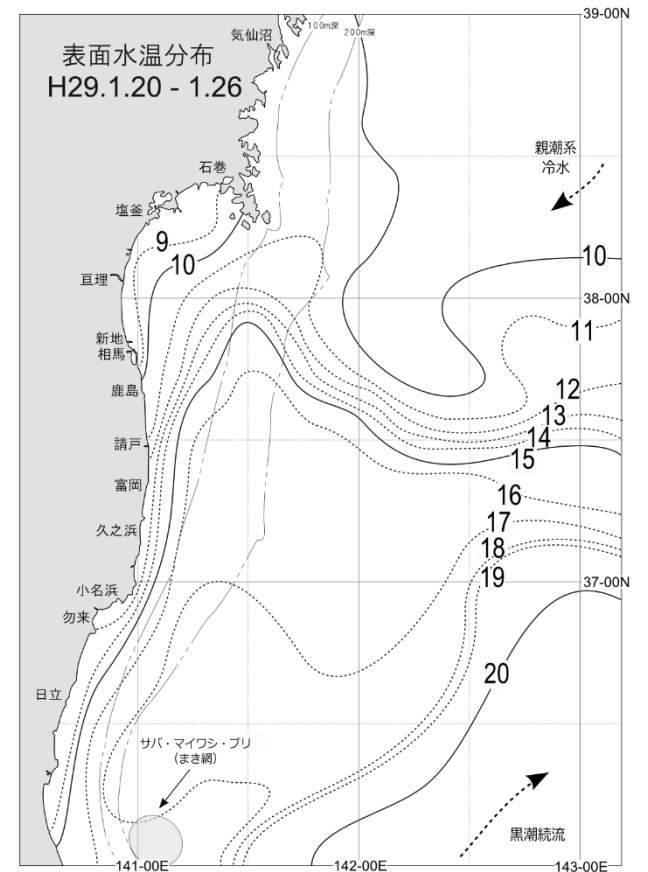 39-00N
気仙沼
100m深
200m深
表面水温分布
H29.1.20 - 1.26
親潮系
冷水
石巻
塩釜
9
10
10
亘理
38-00N
11
新地
相馬
鹿島
12
13
14
15
請戸
16
富岡
17
久之浜
18
19
37-00N
小名浜
勿来
20
日立
サバ・マイワシ・ブリ
(まき網)
黒潮続流
141-00E
142-00E
143-00E